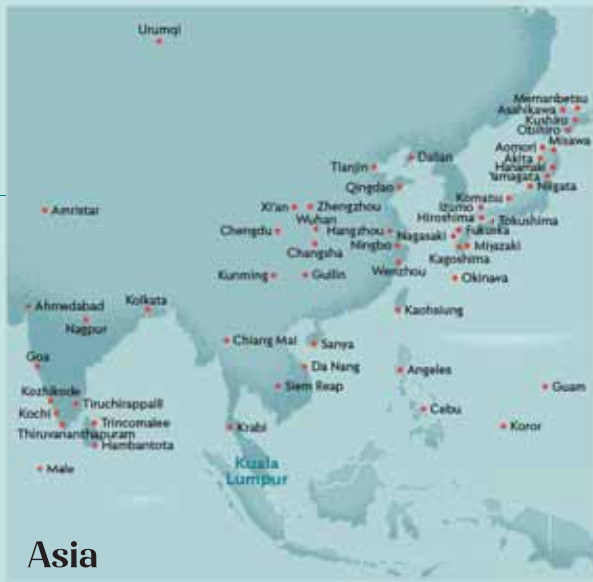 Urumqi
Memanbetsu
Asahikawa
Kushiro
Obihiro
Misawa
Aomori
Akita
Hanamaki
Yamagata
Niigata
Dalian
Tianjin
Qingdao
Komatsu
Izumo
Hiroshima
Tokushima
Fukuoka
Nagasaki
Miyazaki
Kagoshima
Okinawa
Amristar
Xi'an
Zhengzhou
Wuhan
Chengdu
Hangzhou
Changsha
Ningbo
Wenzhou
Kunming
Guilin
Ahmedabad
Kolkata
Nagpur
Kaohsiung
Chiang Mai
Sanya
Goa
Da Nang
Angeles
Siem Reap
Guam
Kozhikode
Tiruchirappalli
Kochi
Trincomalee
Cebu
Thiruvananthapuram
Krabi
Koror
Hambantota
Male
Kuala
Lumpur
Asia